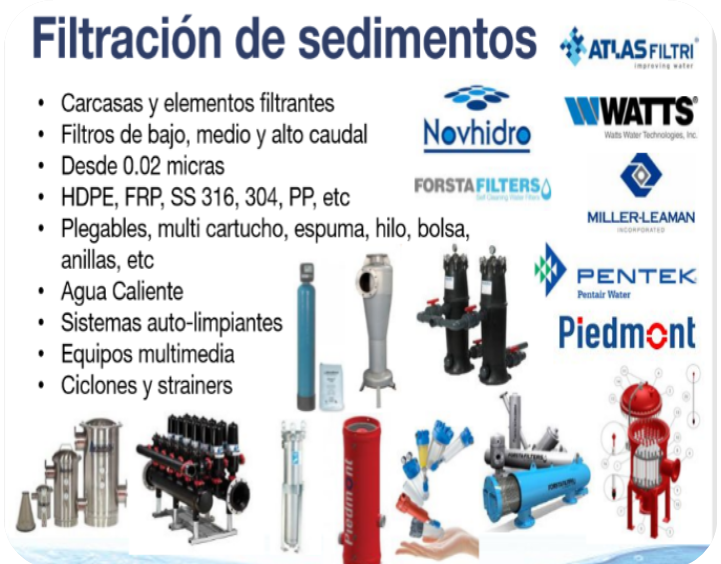 Filtración de sedimentos
ATLAS FILTRI®
improving water
• Carcasas y elementos filtrantes
• Filtros de bajo, medio y alto caudal
• Desde 0.02 micras
• HDPE, FRP, SS 316, 304, PP, etc
• Plegables, multi cartucho, espuma, hilo, bolsa,
anillas, etc
• Agua Caliente
• Sistemas auto-limpiantes
• Equipos multimedia
• Ciclones y strainers
Novhidro
WATTS®
Watts Water Technologies, Inc.
FORSTAFILTERS
Self Cleaning Water Filters
MILLER-LEAMAN
INCORPORATED
PENTEK
Pentair Water
Piedmont
Piedmont
FORSTAFILTERS